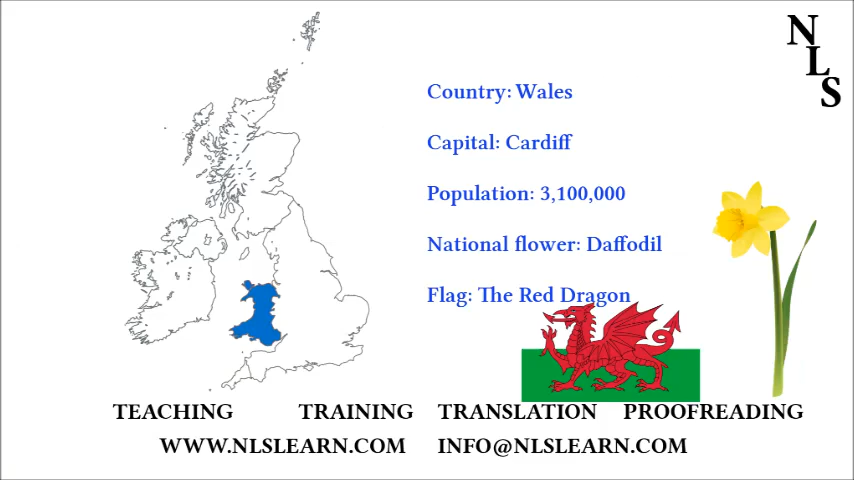 N
L
S
Country: Wales
Capital: Cardiff
Population: 3,100,000
National flower: Daffodil
Flag: The Red Dragon
TEACHING TRAINING TRANSLATION PROOFREADING
WWW.NLSLEARN.COM INFO@NLSLEARN.COM